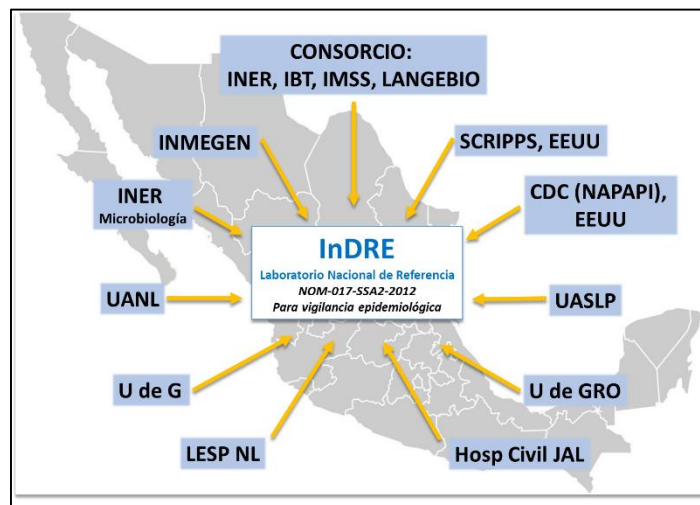 CONSORCIO:
INER, IBT, IMSS, LANGEBIO
INMEGEN
SCRIPPS, EEUU
INER
Microbiología
CDC (NAPAPI),
EEUU
InDRE
Laboratorio Nacional de Referencia
NOM-017-SSA2-2012
Para vigilancia epidemiológica
UANL
UASLP
U de G
U de GRO
LESP NL
Hosp Civil JAL